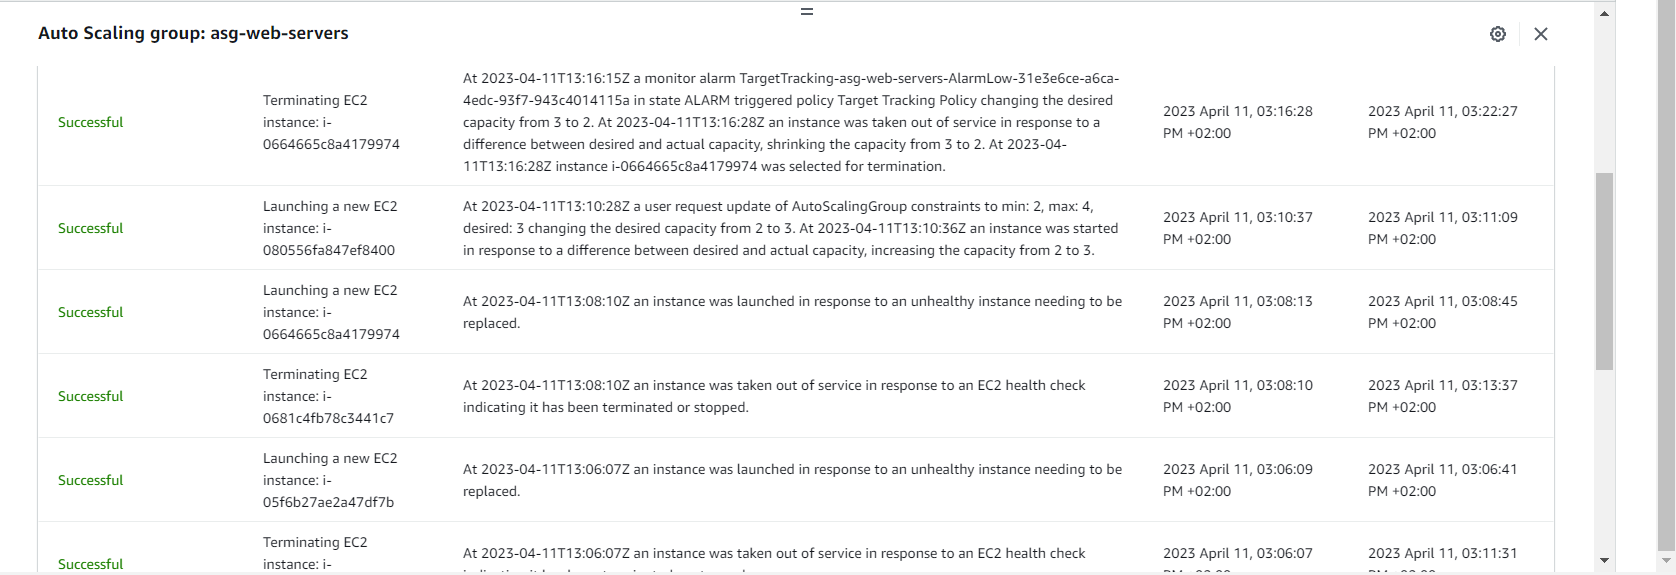 Auto Scaling group: asg-web-servers
Successful
Terminating EC2
instance: i-
0664665c8a4179974
At 2023-04-11T13:16:15Z a monitor alarm TargetTracking-asg-web-servers-AlarmLow-31e3e6ce-a6ca-
4edc-93f7-943c4014115a in state ALARM triggered policy Target Tracking Policy changing the desired
capacity from 3 to 2. At 2023-04-11T13:16:28Z an instance was taken out of service in response to a
difference between desired and actual capacity, shrinking the capacity from 3 to 2. At 2023-04-
11T13:16:28Z instance i-0664665c8a4179974 was selected for termination.
2023 April 11, 03:16:28
PM +02:00
2023 April 11, 03:22:27
PM +02:00
Successful
Launching a new EC2
instance: i-
080556fa847ef8400
At 2023-04-11T13:10:28Z a user request update of AutoScalingGroup constraints to min: 2, max: 4,
desired: 3 changing the desired capacity from 2 to 3. At 2023-04-11T13:10:36Z an instance was started
in response to a difference between desired and actual capacity, increasing the capacity from 2 to 3.
2023 April 11, 03:10:37
PM +02:00
2023 April 11, 03:11:09
PM +02:00
Successful
Launching a new EC2
instance: i-
0664665c8a4179974
At 2023-04-11T13:08:10Z an instance was launched in response to an unhealthy instance needing to be
replaced.
2023 April 11, 03:08:13
PM +02:00
2023 April 11, 03:08:45
PM +02:00
Successful
Terminating EC2
instance: i-
0681c4fb78c3441c7
At 2023-04-11T13:08:10Z an instance was taken out of service in response to an EC2 health check
indicating it has been terminated or stopped.
2023 April 11, 03:08:10
PM +02:00
2023 April 11, 03:13:37
PM +02:00
Successful
Launching a new EC2
instance: i-
05f6b27ae2a47df7b
At 2023-04-11T13:06:07Z an instance was launched in response to an unhealthy instance needing to be
replaced.
2023 April 11, 03:06:09
PM +02:00
2023 April 11, 03:06:41
PM +02:00
Successful
Terminating EC2
instance: i-
At 2023-04-11T13:06:07Z an instance was taken out of service in response to an EC2 health check
2023 April 11, 03:06:07
2023 April 11, 03:11:31